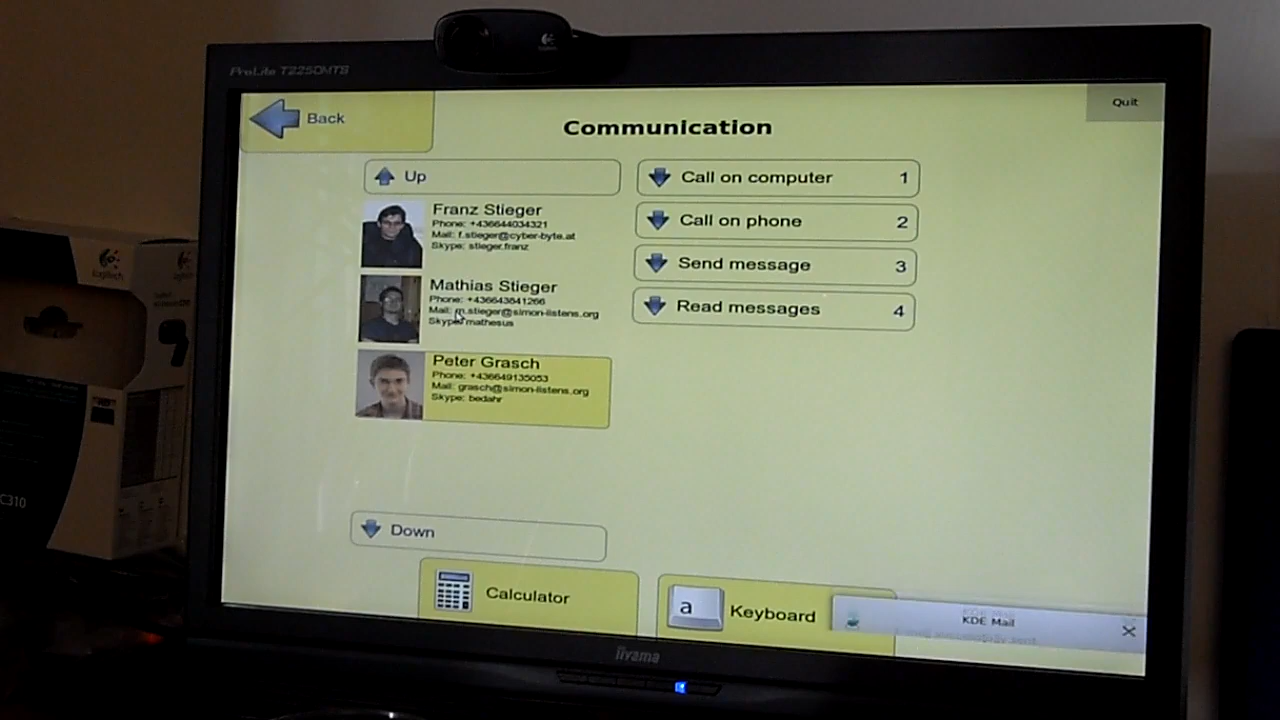 ProLite T2250MTS
Logitech
Back
Communication
Quit
Up
Franz Stieger
Phone: +436644034321
Mail: f.stieger@cyber-byte.at
Skype: stieger.franz
Mathias Stieger
Phone: +436643841266
Mail: m.stieger@simon-listens.org
Skype: mathesus
Peter Grasch
Phone: +436649135053
Mail: grasch@simon-listens.org
Skype: bedahr
Call on computer 1
Call on phone 2
Send message 3
Read messages 4
Down
Calculator
a
Keyboard
KDE Mail
iiyama
Logitech
C310